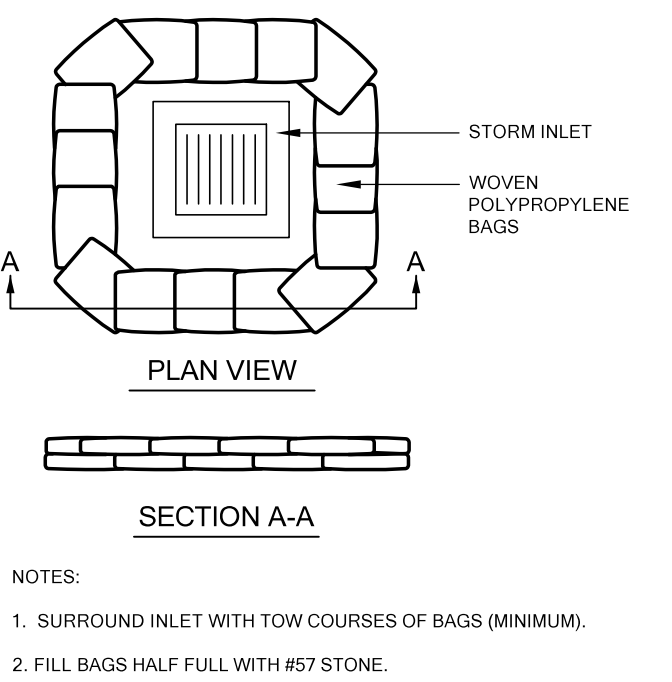 STORM INLET
WOVEN
POLYPROPYLENE
BAGS
A A
PLAN VIEW
SECTION A-A
NOTES:
1. SURROUND INLET WITH TOW COURSES OF BAGS (MINIMUM).
2. FILL BAGS HALF FULL WITH #57 STONE.